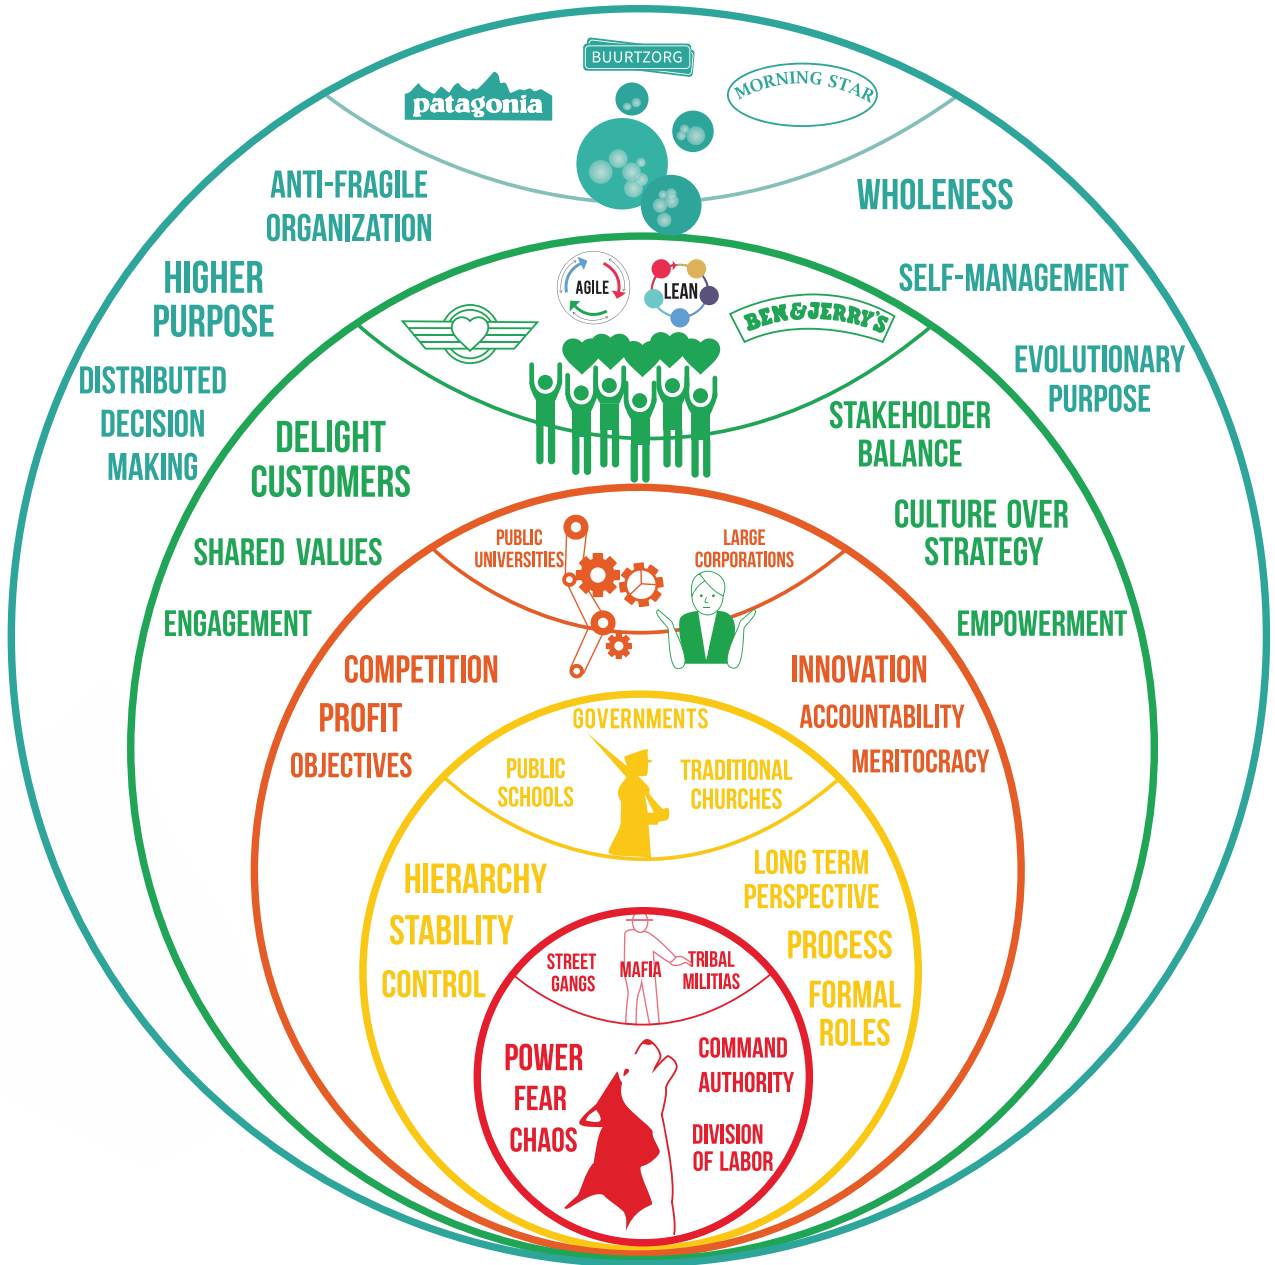 BUURTZORG
patagonia
MORNING STAR
ANTI-FRAGILE
ORGANIZATION
HIGHER
PURPOSE
DISTRIBUTED
DECISION
MAKING
WHOLENESS
SELF-MANAGEMENT
EVOLUTIONARY
PURPOSE
AGILE
LEAN
BEN & JERRY'S
DELIGHT
CUSTOMERS
SHARED VALUES
ENGAGEMENT
STAKEHOLDER
BALANCE
CULTURE OVER
STRATEGY
EMPOWERMENT
PUBLIC
UNIVERSITIES
LARGE
CORPORATIONS
COMPETITION
PROFIT
OBJECTIVES
INNOVATION
ACCOUNTABILITY
MERITOCRACY
GOVERNMENTS
PUBLIC
SCHOOLS
TRADITIONAL
CHURCHES
HIERARCHY
STABILITY
CONTROL
LONG TERM
PERSPECTIVE
PROCESS
FORMAL
ROLES
STREET
GANGS
MAFIA
TRIBAL
MILITIAS
POWER
FEAR
CHAOS
COMMAND
AUTHORITY
DIVISION
OF LABOR